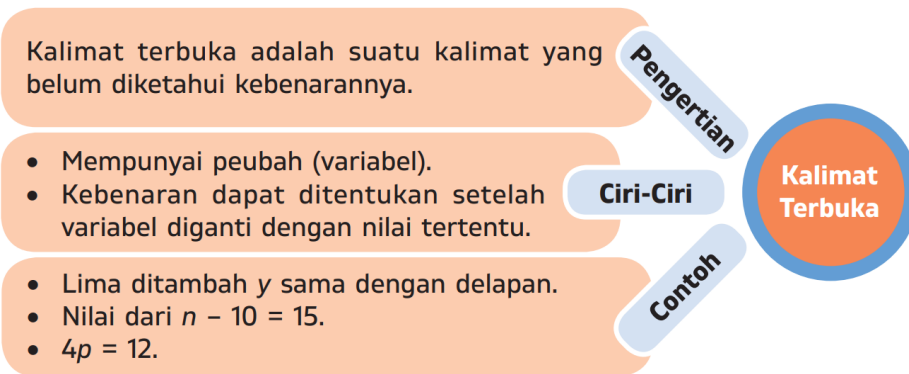 Kalimat terbuka adalah suatu kalimat yang
belum diketahui kebenarannya.
Pengertian
• Mempunyai peubah (variabel).
• Kebenaran dapat ditentukan setelah
variabel diganti dengan nilai tertentu.
Ciri-Ciri
Kalimat
Terbuka
• Lima ditambah y sama dengan delapan.
• Nilai dari n – 10 = 15.
• 4p = 12.
Contoh